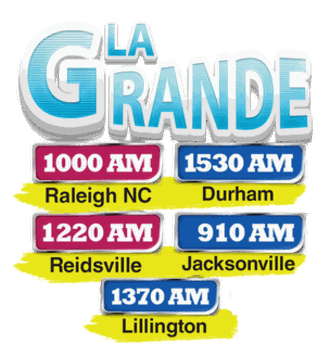 LA
GRANDE
1000 AM 1530 AM
Raleigh NC Durham
1220 AM 910 AM
Reidsville Jacksonville
1370 AM
Lillington